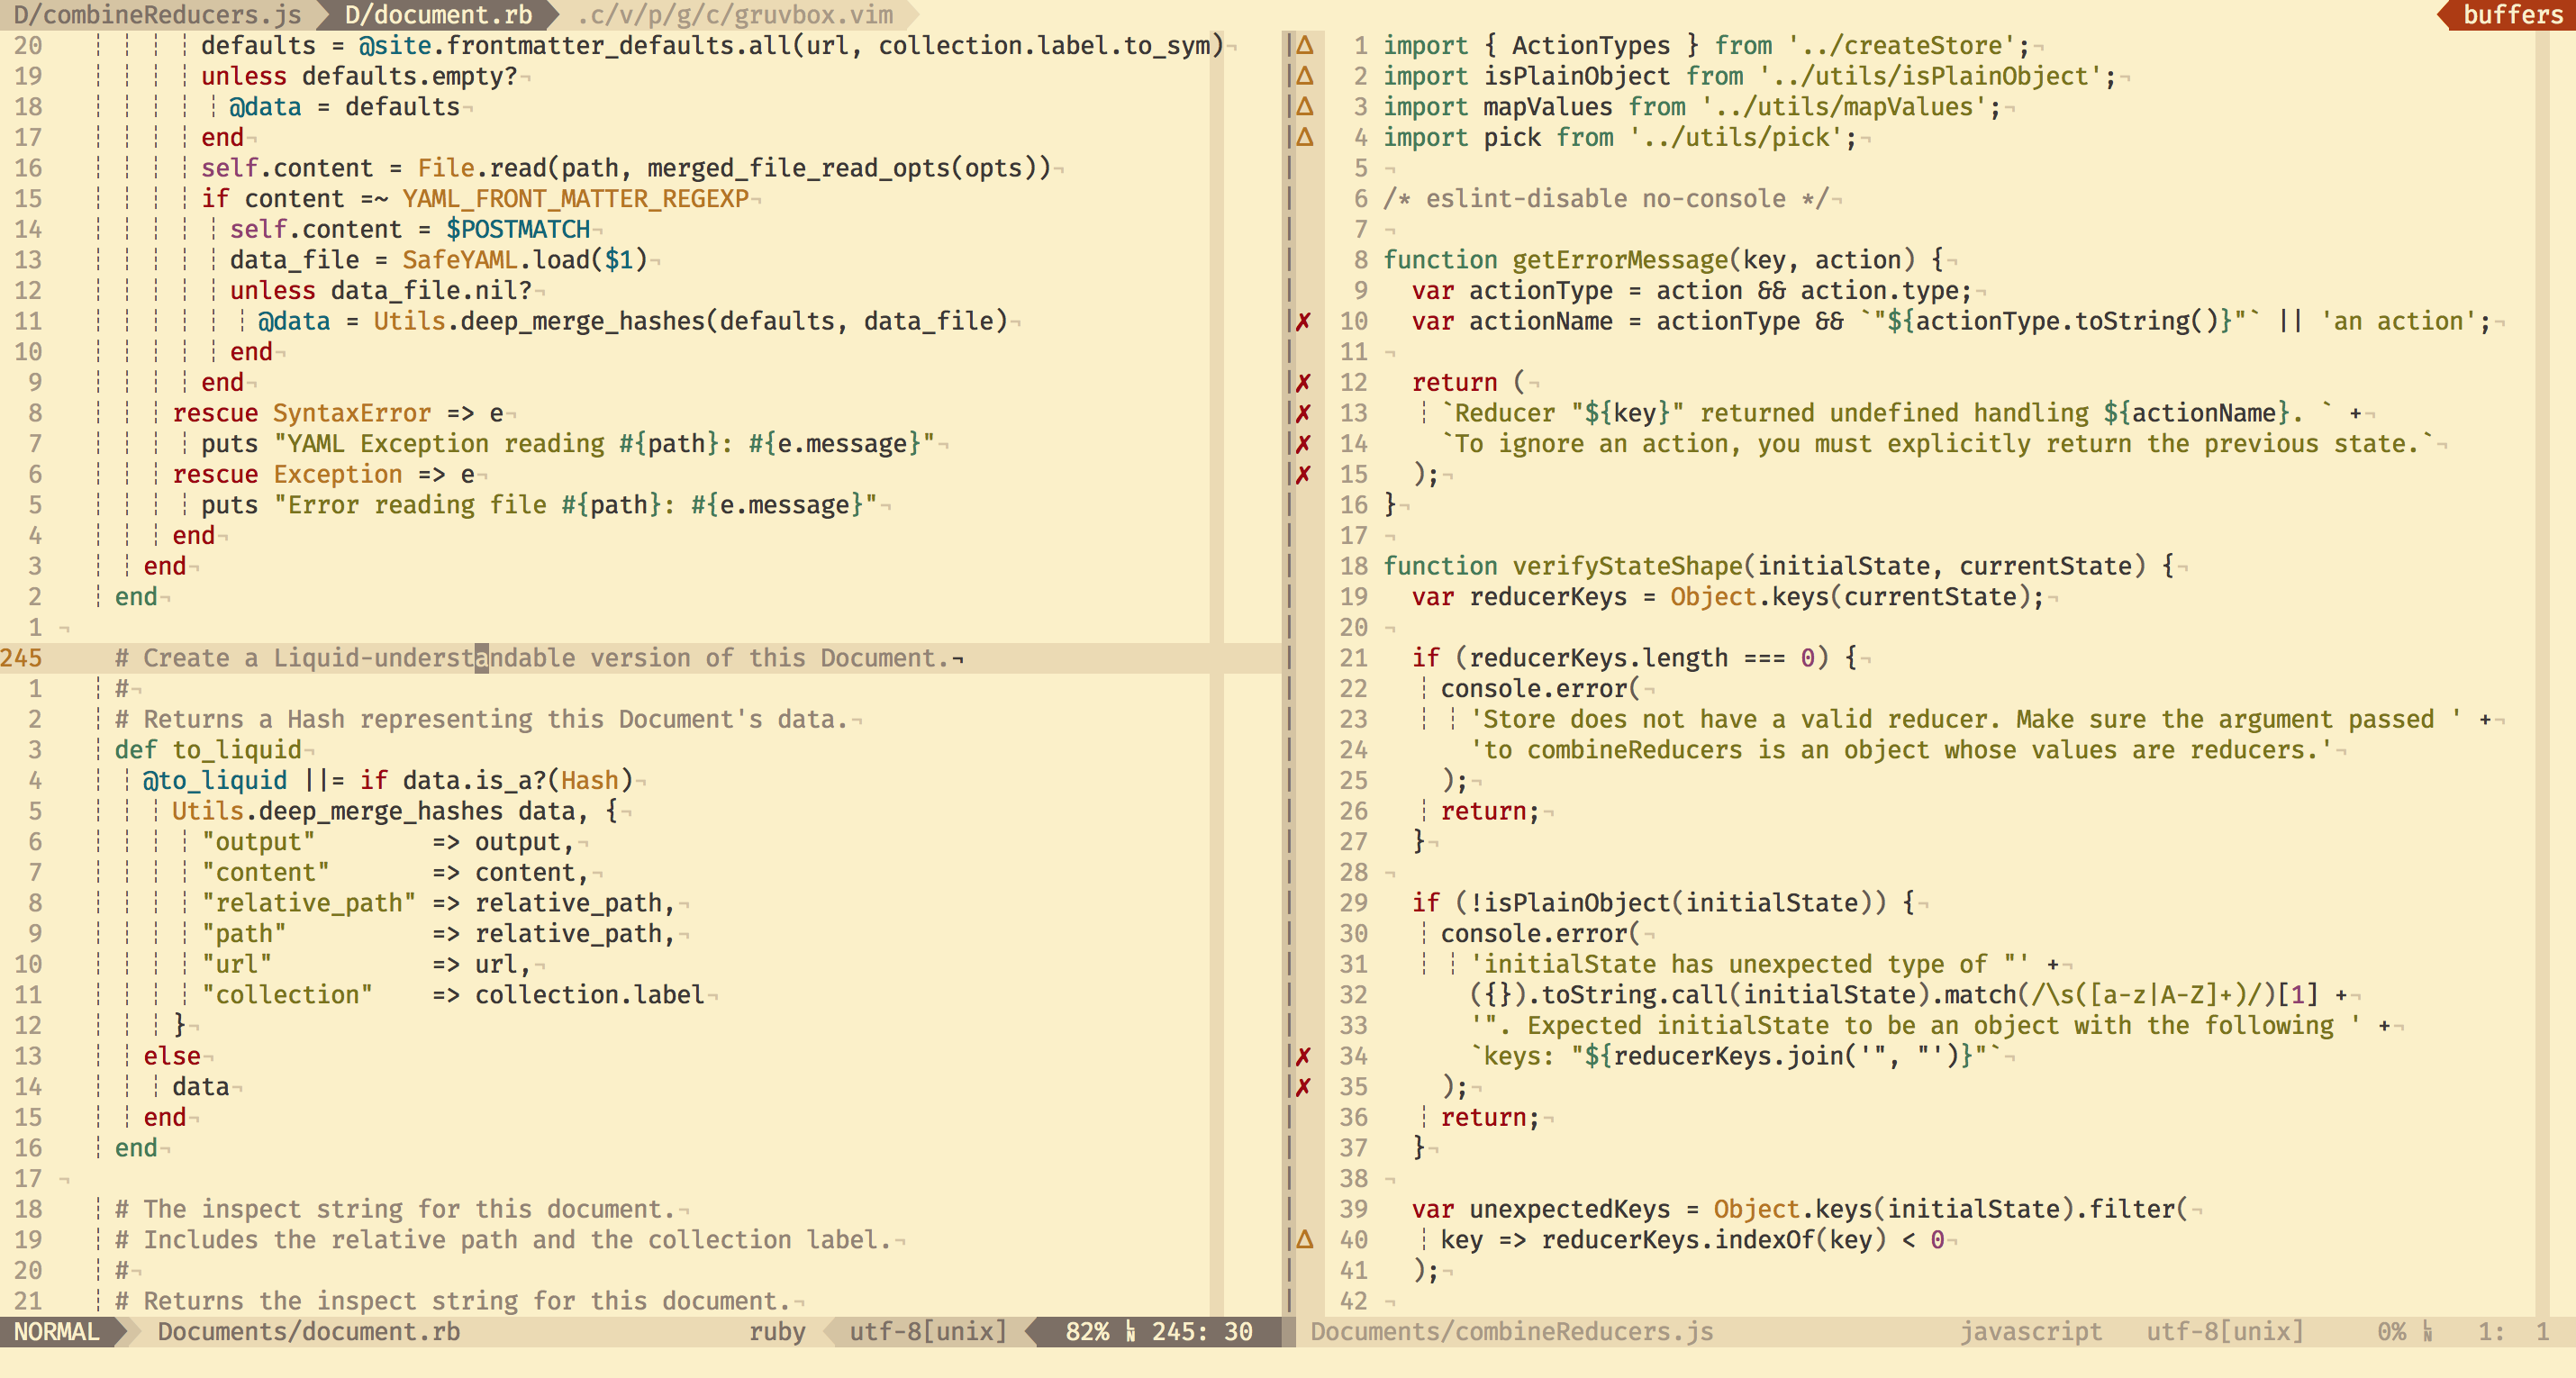 D/combineReducers.js D/document.rb .c/v/p/g/c/gruvbox.vim buffers
20 defaults = @site.frontmatter_defaults.all(url, collection.label.to_sym)¬
19 unless defaults.empty?¬
18 @data = defaults¬
17 end¬
16 self.content = File.read(path, merged_file_read_opts(opts))¬
15 if content =~ YAML_FRONT_MATTER_REGEXP¬
14 self.content = $POSTMATCH¬
13 data_file = SafeYAML.load($1)¬
12 unless data_file.nil?¬
11 @data = Utils.deep_merge_hashes(defaults, data_file)¬
10 end¬
9 end¬
8 rescue SyntaxError => e¬
7 puts "YAML Exception reading #{path}: #{e.message}"¬
6 rescue Exception => e¬
5 puts "Error reading file #{path}: #{e.message}"¬
4 end¬
3 end¬
2 end¬
1 ¬
245 # Create a Liquid-understandable version of this Document.¬
1 #¬
2 # Returns a Hash representing this Document's data.¬
3 def to_liquid¬
4 @to_liquid ||= if data.is_a?(Hash)¬
5 Utils.deep_merge_hashes data, {¬
6 "output" => output,¬
7 "content" => content,¬
8 "relative_path" => relative_path,¬
9 "path" => relative_path,¬
10 "url" => url,¬
11 "collection" => collection.label¬
12 }¬
13 else¬
14 data¬
15 end¬
16 end¬
17 ¬
18 # The inspect string for this document.¬
19 # Includes the relative path and the collection label.¬
20 #¬
21 # Returns the inspect string for this document.¬
NORMAL Documents/document.rb ruby utf-8[unix] 82% ␤ 245: 30
Δ 1 import { ActionTypes } from '../createStore';¬
Δ 2 import isPlainObject from '../utils/isPlainObject';¬
Δ 3 import mapValues from '../utils/mapValues';¬
Δ 4 import pick from '../utils/pick';¬
5 ¬
6 /* eslint-disable no-console */¬
7 ¬
8 function getErrorMessage(key, action) {¬
9 var actionType = action && action.type;¬
✗ 10 var actionName = actionType && `"${actionType.toString()}"` || 'an action';¬
11 ¬
✗ 12 return (¬
✗ 13 `Reducer "${key}" returned undefined handling ${actionName}. ` +¬
✗ 14 `To ignore an action, you must explicitly return the previous state.`¬
✗ 15 );¬
16 }¬
17 ¬
18 function verifyStateShape(initialState, currentState) {¬
19 var reducerKeys = Object.keys(currentState);¬
20 ¬
21 if (reducerKeys.length === 0) {¬
22 console.error(¬
23 'Store does not have a valid reducer. Make sure the argument passed ' +¬
24 'to combineReducers is an object whose values are reducers.'¬
25 );¬
26 return;¬
27 }¬
28 ¬
29 if (!isPlainObject(initialState)) {¬
30 console.error(¬
31 'initialState has unexpected type of "' +¬
32 ({}).toString.call(initialState).match(/\s([a-z|A-Z]+)/)[1] +¬
33 '". Expected initialState to be an object with the following ' +¬
✗ 34 `keys: "${reducerKeys.join('", "')}"`¬
✗ 35 );¬
36 return;¬
37 }¬
38 ¬
39 var unexpectedKeys = Object.keys(initialState).filter(¬
Δ 40 key => reducerKeys.indexOf(key) < 0¬
41 );¬
42 ¬
Documents/combineReducers.js javascript utf-8[unix] 0% ␤ 1: 1